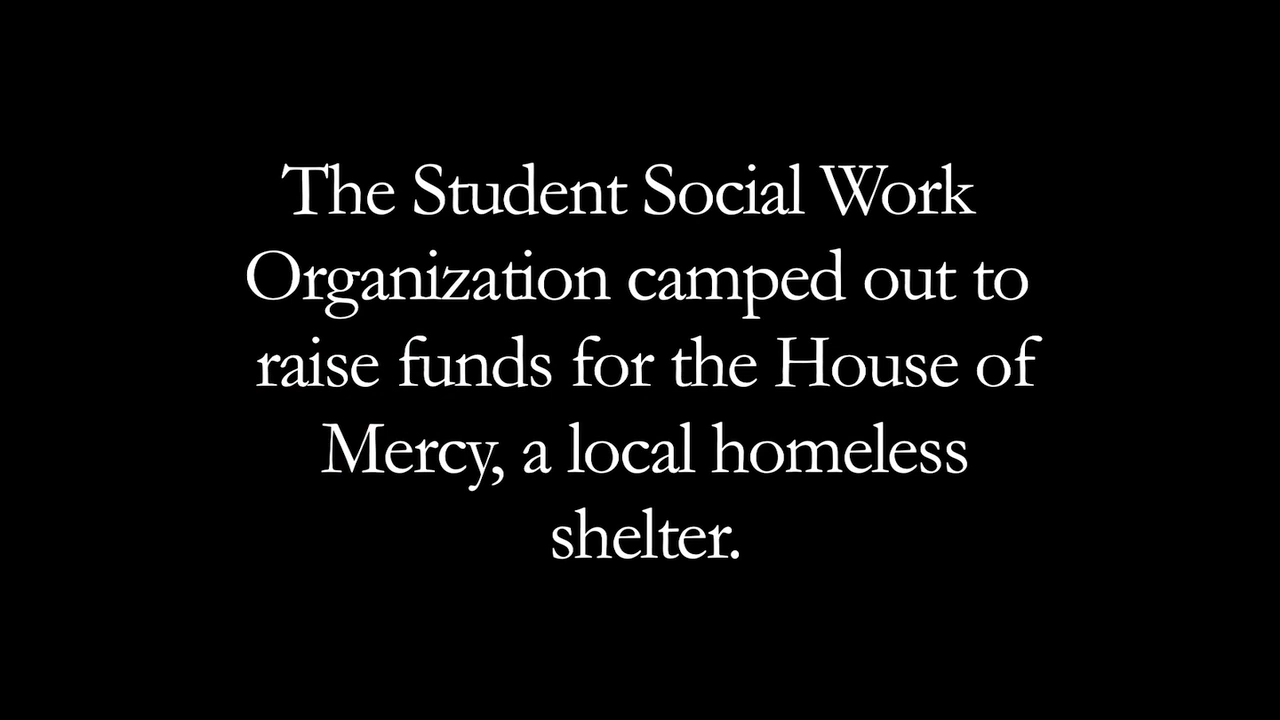 The Student Social Work
Organization camped out to
raise funds for the House of
Mercy, a local homeless
shelter.